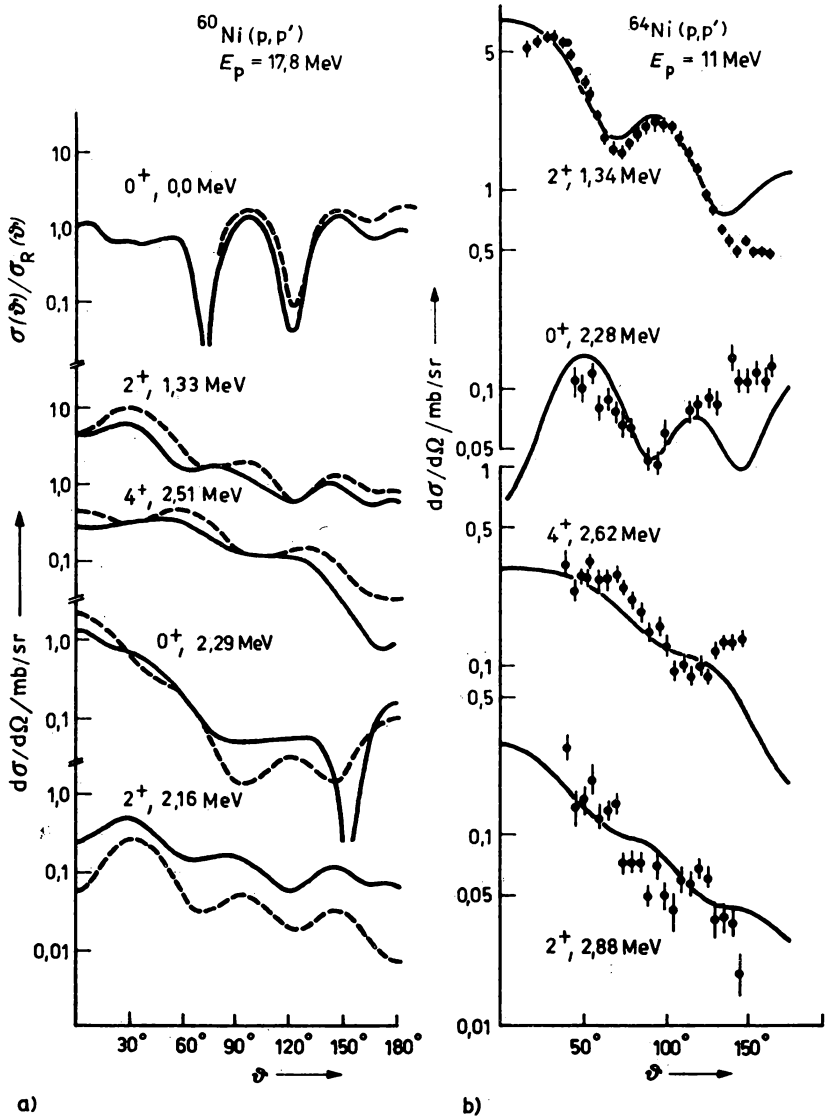 ⁶⁰Ni (p,p′)
E_p = 17,8 MeV
10
0⁺, 0,0 MeV
1,0
0,1
σ(ϑ)/σ_R(ϑ)
2⁺, 1,33 MeV
10
1,0
4⁺, 2,51 MeV
0,1
0⁺, 2,29 MeV
1,0
0,1
2⁺, 2,16 MeV
1,0
0,1
0,01
dσ/dΩ/mb/sr
30° 60° 90° 120° 150° 180°
ϑ
a)
⁶⁴Ni (p,p′)
E_p = 11 MeV
5
2⁺, 1,34 MeV
1
0,5
0⁺, 2,28 MeV
0,1
0,05
1
dσ/dΩ/mb/sr
4⁺, 2,62 MeV
0,5
0,1
0,5
0,1
0,05
2⁺, 2,88 MeV
0,01
50° 100° 150°
ϑ
b)